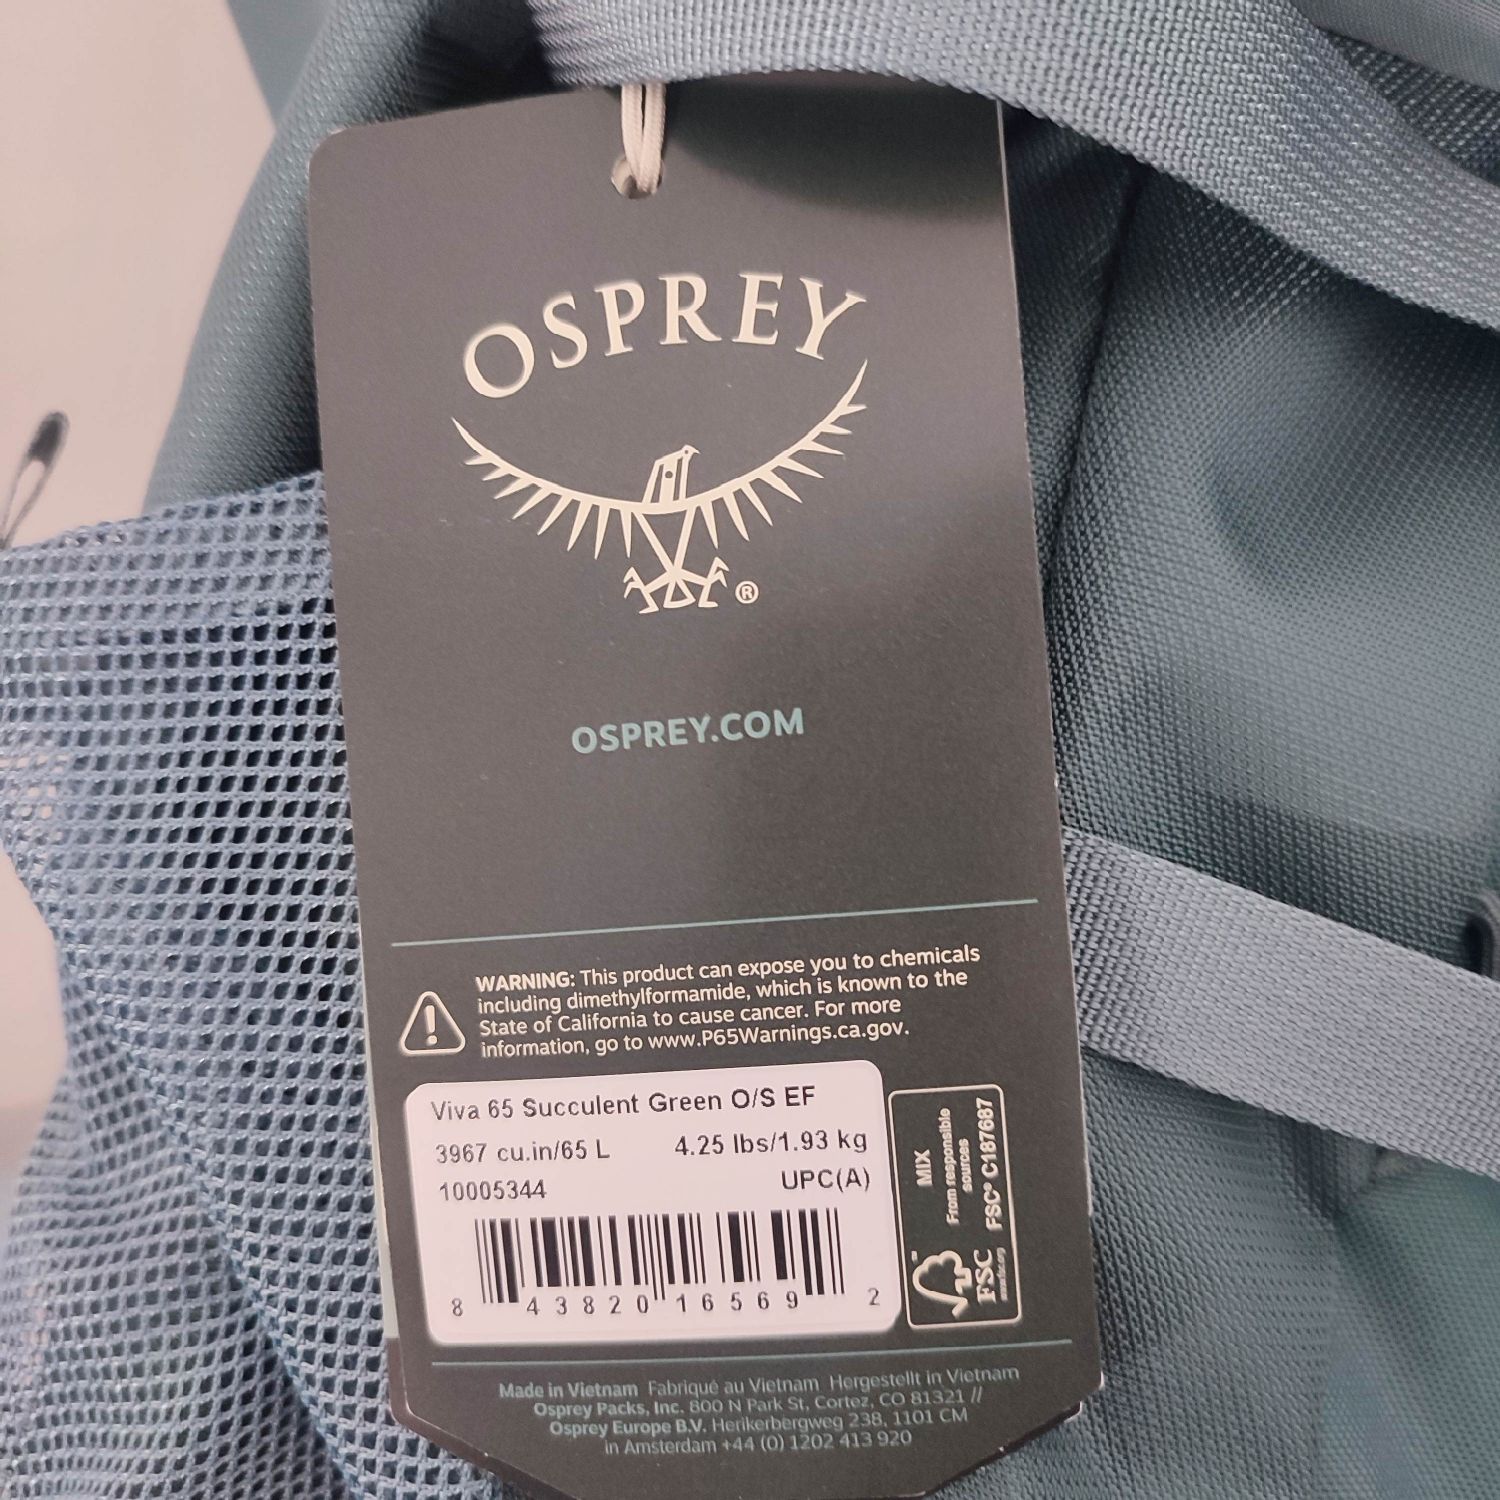 OSPREY
®
OSPREY.COM
WARNING: This product can expose you to chemicals
including dimethylformamide, which is known to the
State of California to cause cancer. For more
information, go to www.P65Warnings.ca.gov.
Viva 65 Succulent Green O/S EF
3967 cu.in/65 L 4.25 lbs/1.93 kg
10005344 UPC(A)
8 43820 16569 2
MIX
From responsible
sources
FSC® C187687
FSC
Made in Vietnam Fabriqué au Vietnam Hergestellt in Vietnam
Osprey Packs, Inc. 800 N Park St, Cortez, CO 81321 //
Osprey Europe B.V. Herikerbergweg 238, 1101 CM
in Amsterdam +44 (0) 1202 413 920